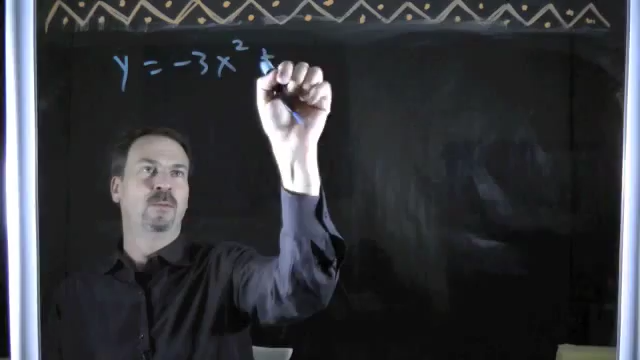 y = -3x² +